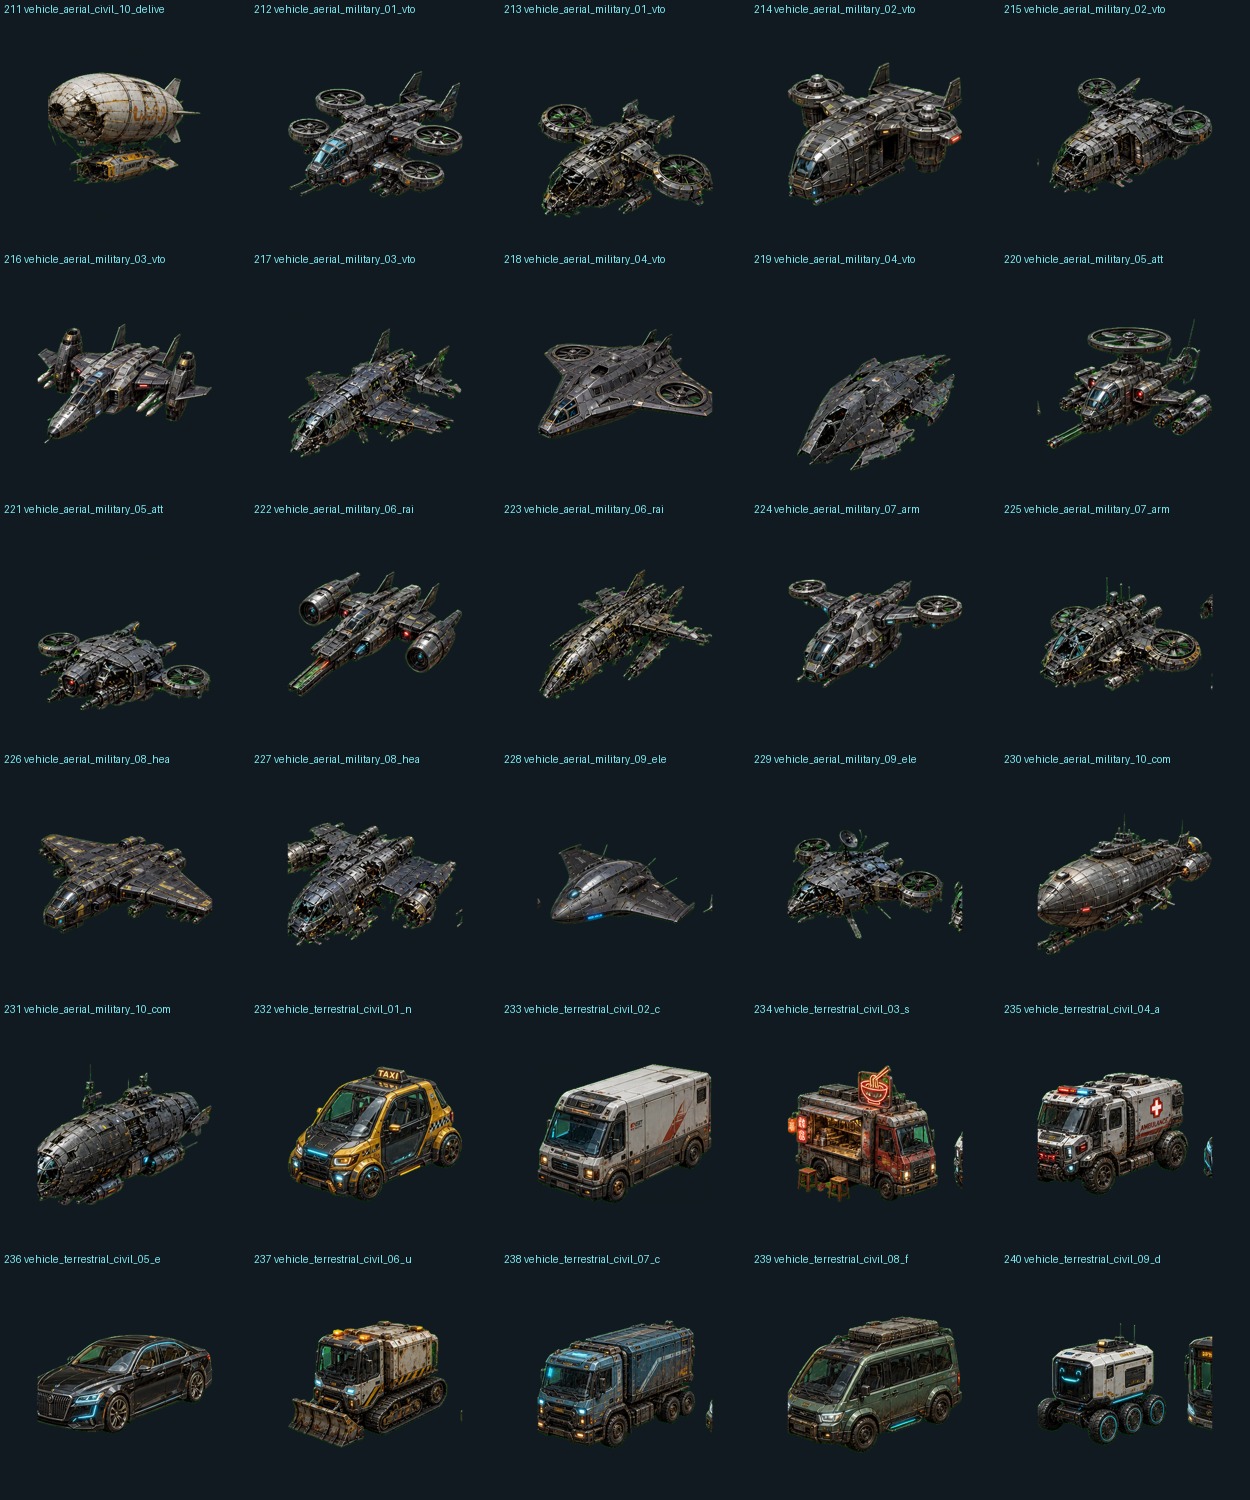 211 vehicle_aerial_civil_10_delive
212 vehicle_aerial_military_01_vto
213 vehicle_aerial_military_01_vto
214 vehicle_aerial_military_02_vto
215 vehicle_aerial_military_02_vto
216 vehicle_aerial_military_03_vto
217 vehicle_aerial_military_03_vto
218 vehicle_aerial_military_04_vto
219 vehicle_aerial_military_04_vto
220 vehicle_aerial_military_05_att
221 vehicle_aerial_military_05_att
222 vehicle_aerial_military_06_rai
223 vehicle_aerial_military_06_rai
224 vehicle_aerial_military_07_arm
225 vehicle_aerial_military_07_arm
226 vehicle_aerial_military_08_hea
227 vehicle_aerial_military_08_hea
228 vehicle_aerial_military_09_ele
229 vehicle_aerial_military_09_ele
230 vehicle_aerial_military_10_com
231 vehicle_aerial_military_10_com
232 vehicle_terrestrial_civil_01_n
233 vehicle_terrestrial_civil_02_c
234 vehicle_terrestrial_civil_03_s
235 vehicle_terrestrial_civil_04_a
TAXI
AMBULANCE
236 vehicle_terrestrial_civil_05_e
237 vehicle_terrestrial_civil_06_u
238 vehicle_terrestrial_civil_07_c
239 vehicle_terrestrial_civil_08_f
240 vehicle_terrestrial_civil_09_d